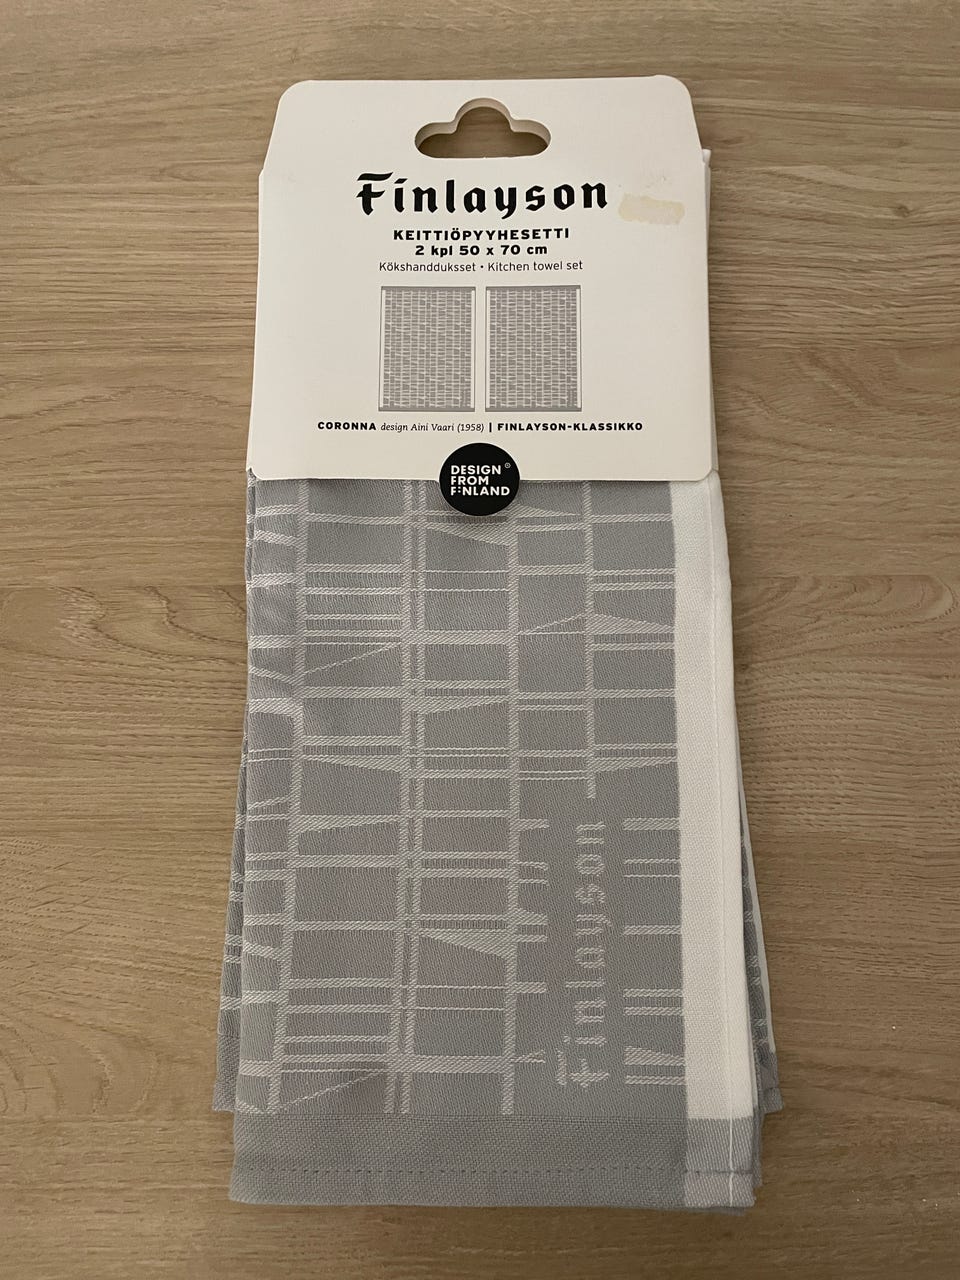 Finlayson
KEITTIÖPYYHESETTI
2 kpl 50 x 70 cm
Kökshandduksset • Kitchen towel set
CORONNA design Aini Vaari (1958) | FINLAYSON-KLASSIKKO
DESIGN
FROM
FINLAND
Finlayson